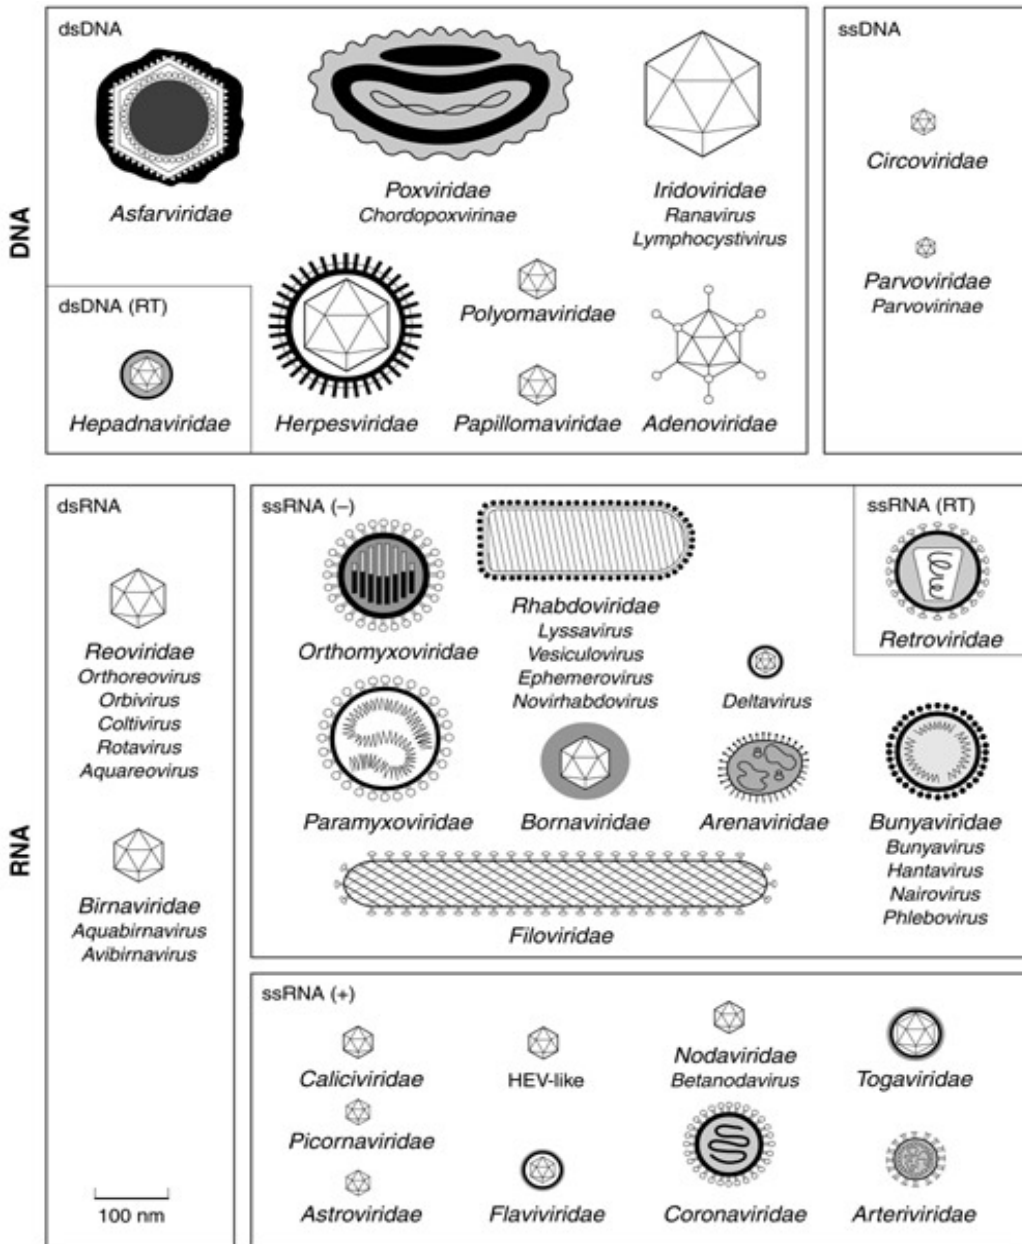 DNA
dsDNA
Asfarviridae
Poxviridae
Chordopoxvirinae
Iridoviridae
Ranavirus
Lymphocystivirus
dsDNA (RT)
Hepadnaviridae
Herpesviridae
Polyomaviridae
Papillomaviridae
Adenoviridae
ssDNA
Circoviridae
Parvoviridae
Parvovirinae
RNA
dsRNA
Reoviridae
Orthoreovirus
Orbivirus
Coltivirus
Rotavirus
Aquareovirus
Birnaviridae
Aquabirnavirus
Avibirnavirus
100 nm
ssRNA (–)
Orthomyxoviridae
Rhabdoviridae
Lyssavirus
Vesiculovirus
Ephemerovirus
Novirhabdovirus
Deltavirus
ssRNA (RT)
Retroviridae
Paramyxoviridae
Bornaviridae
Arenaviridae
Bunyaviridae
Bunyavirus
Hantavirus
Nairovirus
Phlebovirus
Filoviridae
ssRNA (+)
Caliciviridae
HEV-like
Nodaviridae
Betanodavirus
Togaviridae
Picornaviridae
Astroviridae
Flaviviridae
Coronaviridae
Arteriviridae